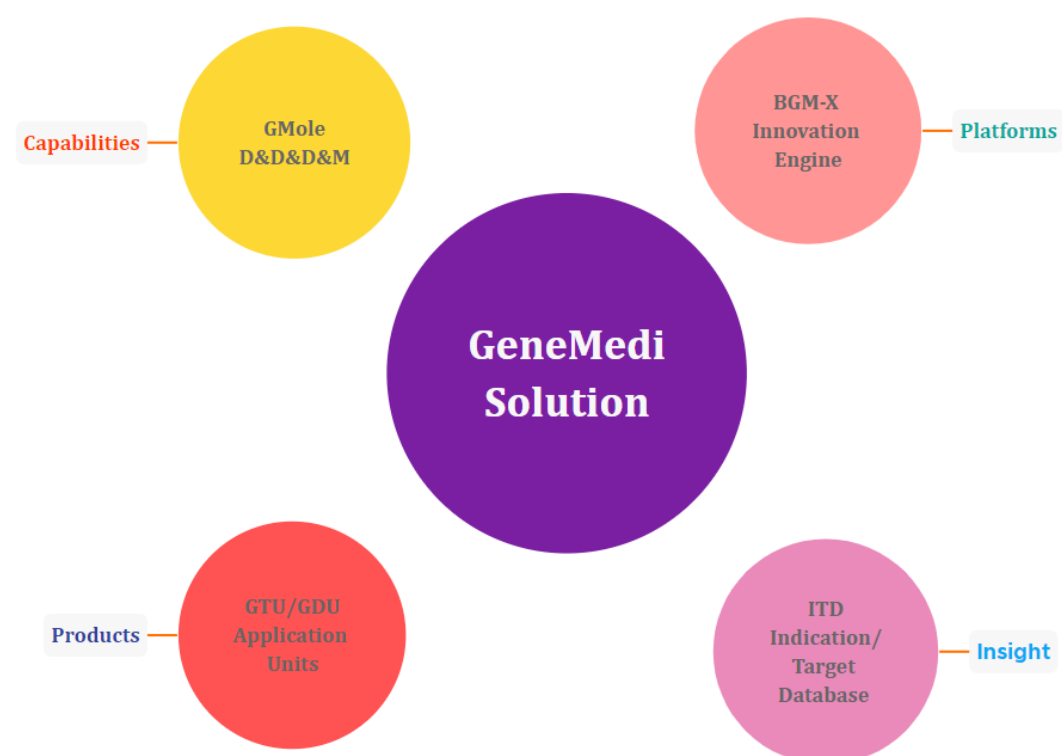 Capabilities
GMole
D&D&D&M
BGM-X
Innovation
Engine
Platforms
GeneMedi
Solution
Products
GTU/GDU
Application
Units
ITD
Indication/
Target
Database
Insight